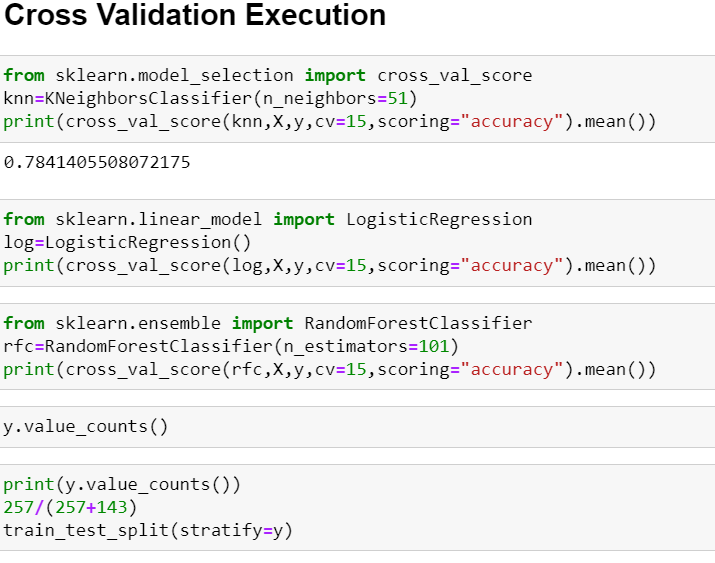 Cross Validation Execution
from sklearn.model_selection import cross_val_score
knn=KNeighborsClassifier(n_neighbors=51)
print(cross_val_score(knn,X,y,cv=15,scoring="accuracy").mean())
0.7841405508072175
from sklearn.linear_model import LogisticRegression
log=LogisticRegression()
print(cross_val_score(log,X,y,cv=15,scoring="accuracy").mean())
from sklearn.ensemble import RandomForestClassifier
rfc=RandomForestClassifier(n_estimators=101)
print(cross_val_score(rfc,X,y,cv=15,scoring="accuracy").mean())
y.value_counts()
print(y.value_counts())
257/(257+143)
train_test_split(stratify=y)